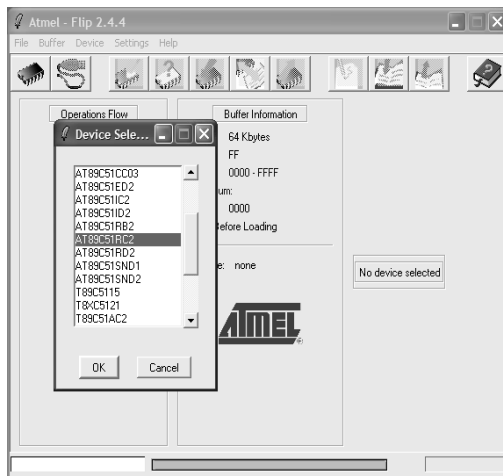 Atmel - Flip 2.4.4
File Buffer Device Settings Help
Operations Flow
Buffer Information
Device Sele...
64 Kbytes
FF
0000 - FFFF
um:
0000
Before Loading
e: none
No device selected
AT89C51CC03
AT89C51ED2
AT89C51IC2
AT89C51ID2
AT89C51RB2
AT89C51RC2
AT89C51RD2
AT89C51SND1
AT89C51SND2
T89C5115
T8XC5121
T89C51AC2
OK Cancel
ATMEL